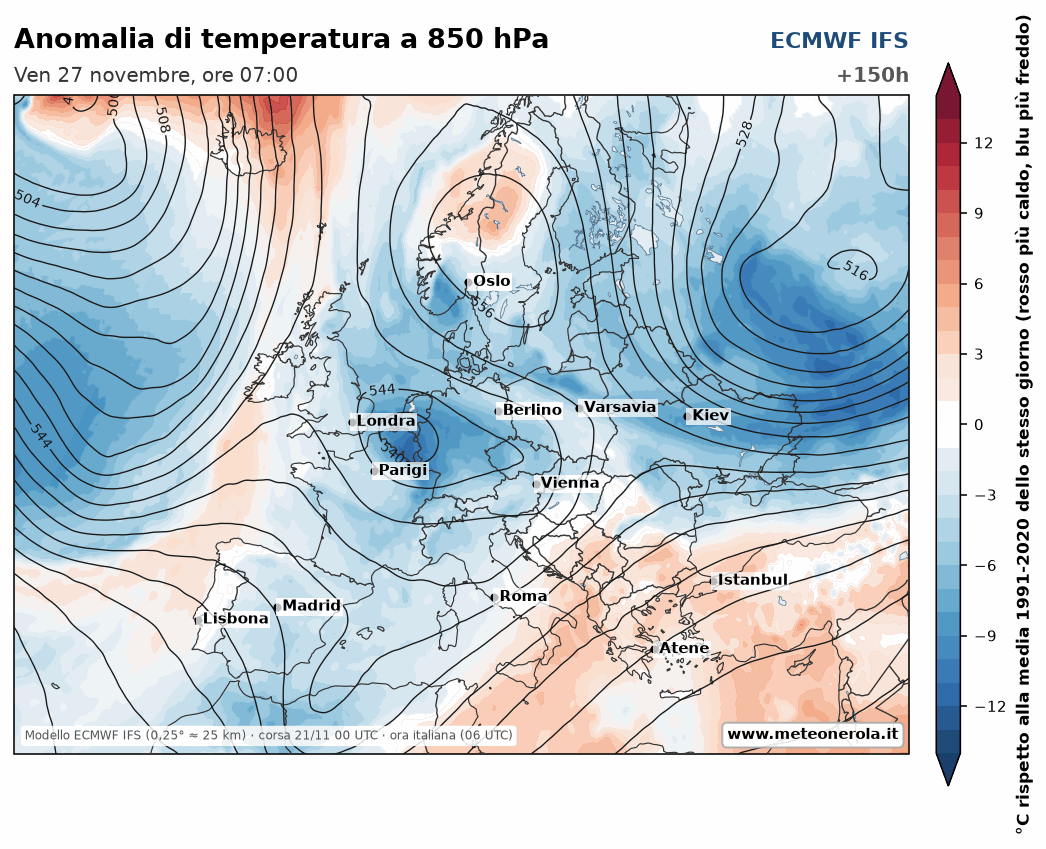 Anomalia di temperatura a 850 hPa
ECMWF IFS
Ven 27 novembre, ore 07:00
+150h
500
508
528
504
516
Oslo
556
544
Londra
Berlino
Varsavia
Kiev
544
540
Parigi
Vienna
Istanbul
Roma
Madrid
Lisbona
Atene
Modello ECMWF IFS (0,25° ≈ 25 km) · corsa 21/11 00 UTC · ora italiana (06 UTC)
www.meteonerola.it
12
9
6
3
0
−3
−6
−9
−12
°C rispetto alla media 1991-2020 dello stesso giorno (rosso più caldo, blu più freddo)